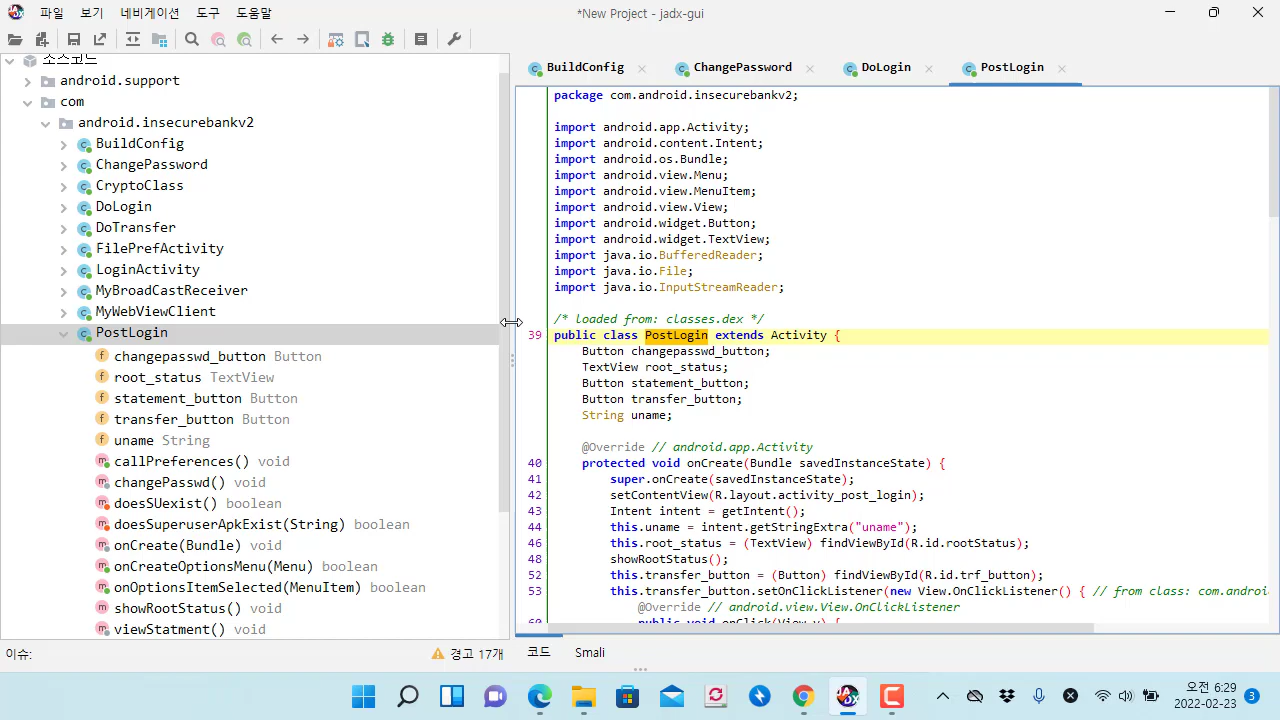 파일 보기 네비게이션 도구 도움말
*New Project - jadx-gui
소스코드
android.support
com
android.insecurebankv2
BuildConfig
ChangePassword
CryptoClass
DoLogin
DoTransfer
FilePrefActivity
LoginActivity
MyBroadCastReceiver
MyWebViewClient
PostLogin
changepasswd_button Button
root_status TextView
statement_button Button
transfer_button Button
uname String
callPreferences() void
changePasswd() void
doesSUexist() boolean
doesSuperuserApkExist(String) boolean
onCreate(Bundle) void
onCreateOptionsMenu(Menu) boolean
onOptionsItemSelected(MenuItem) boolean
showRootStatus() void
viewStatment() void
이슈: 경고 17개
BuildConfig ChangePassword DoLogin PostLogin
package com.android.insecurebankv2;
import android.app.Activity;
import android.content.Intent;
import android.os.Bundle;
import android.view.Menu;
import android.view.MenuItem;
import android.view.View;
import android.widget.Button;
import android.widget.TextView;
import java.io.BufferedReader;
import java.io.File;
import java.io.InputStreamReader;
/* loaded from: classes.dex */
39 public class PostLogin extends Activity {
Button changepasswd_button;
TextView root_status;
Button statement_button;
Button transfer_button;
String uname;
@Override // android.app.Activity
40 protected void onCreate(Bundle savedInstanceState) {
41 super.onCreate(savedInstanceState);
42 setContentView(R.layout.activity_post_login);
43 Intent intent = getIntent();
44 this.uname = intent.getStringExtra("uname");
46 this.root_status = (TextView) findViewById(R.id.rootStatus);
48 showRootStatus();
52 this.transfer_button = (Button) findViewById(R.id.trf_button);
53 this.transfer_button.setOnClickListener(new View.OnClickListener() { // from class: com.androi
@Override // android.view.View.OnClickListener
60 public void onClick(View v) {
코드 Smali
오전 6:29
2022-02-23
3